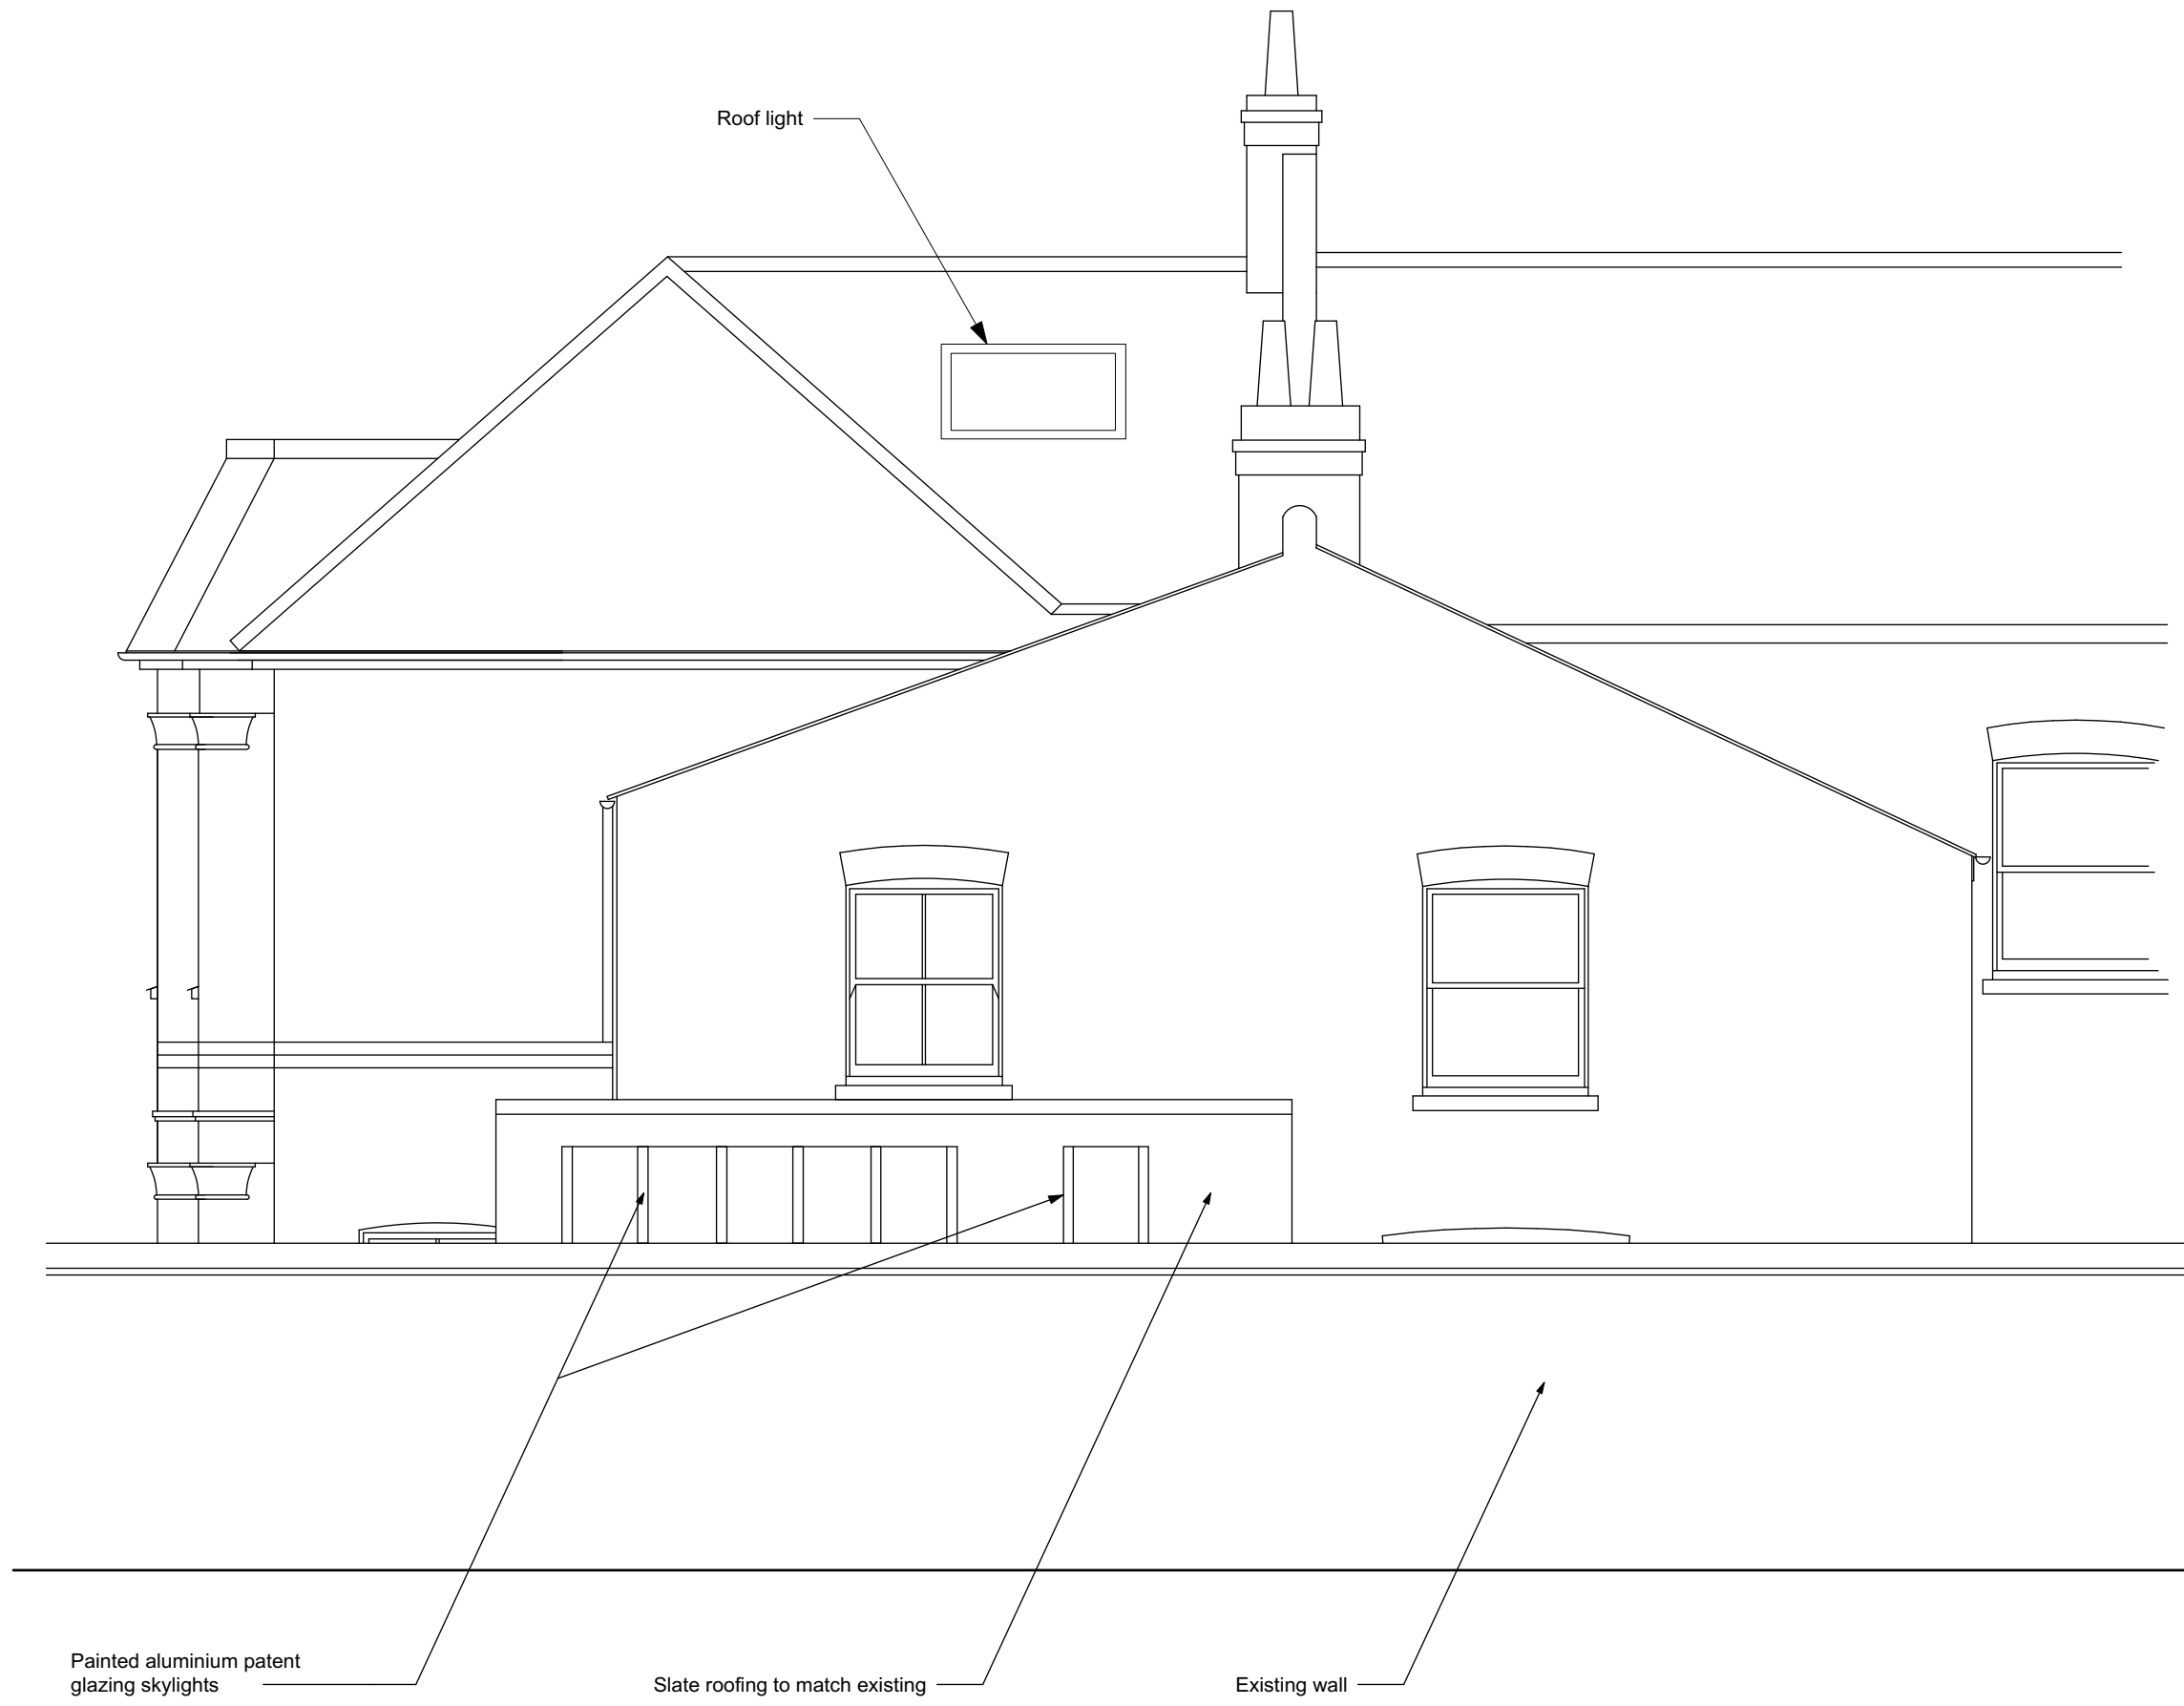 Roof light
Painted aluminium patent
glazing skylights
Slate roofing to match existing
Existing wall